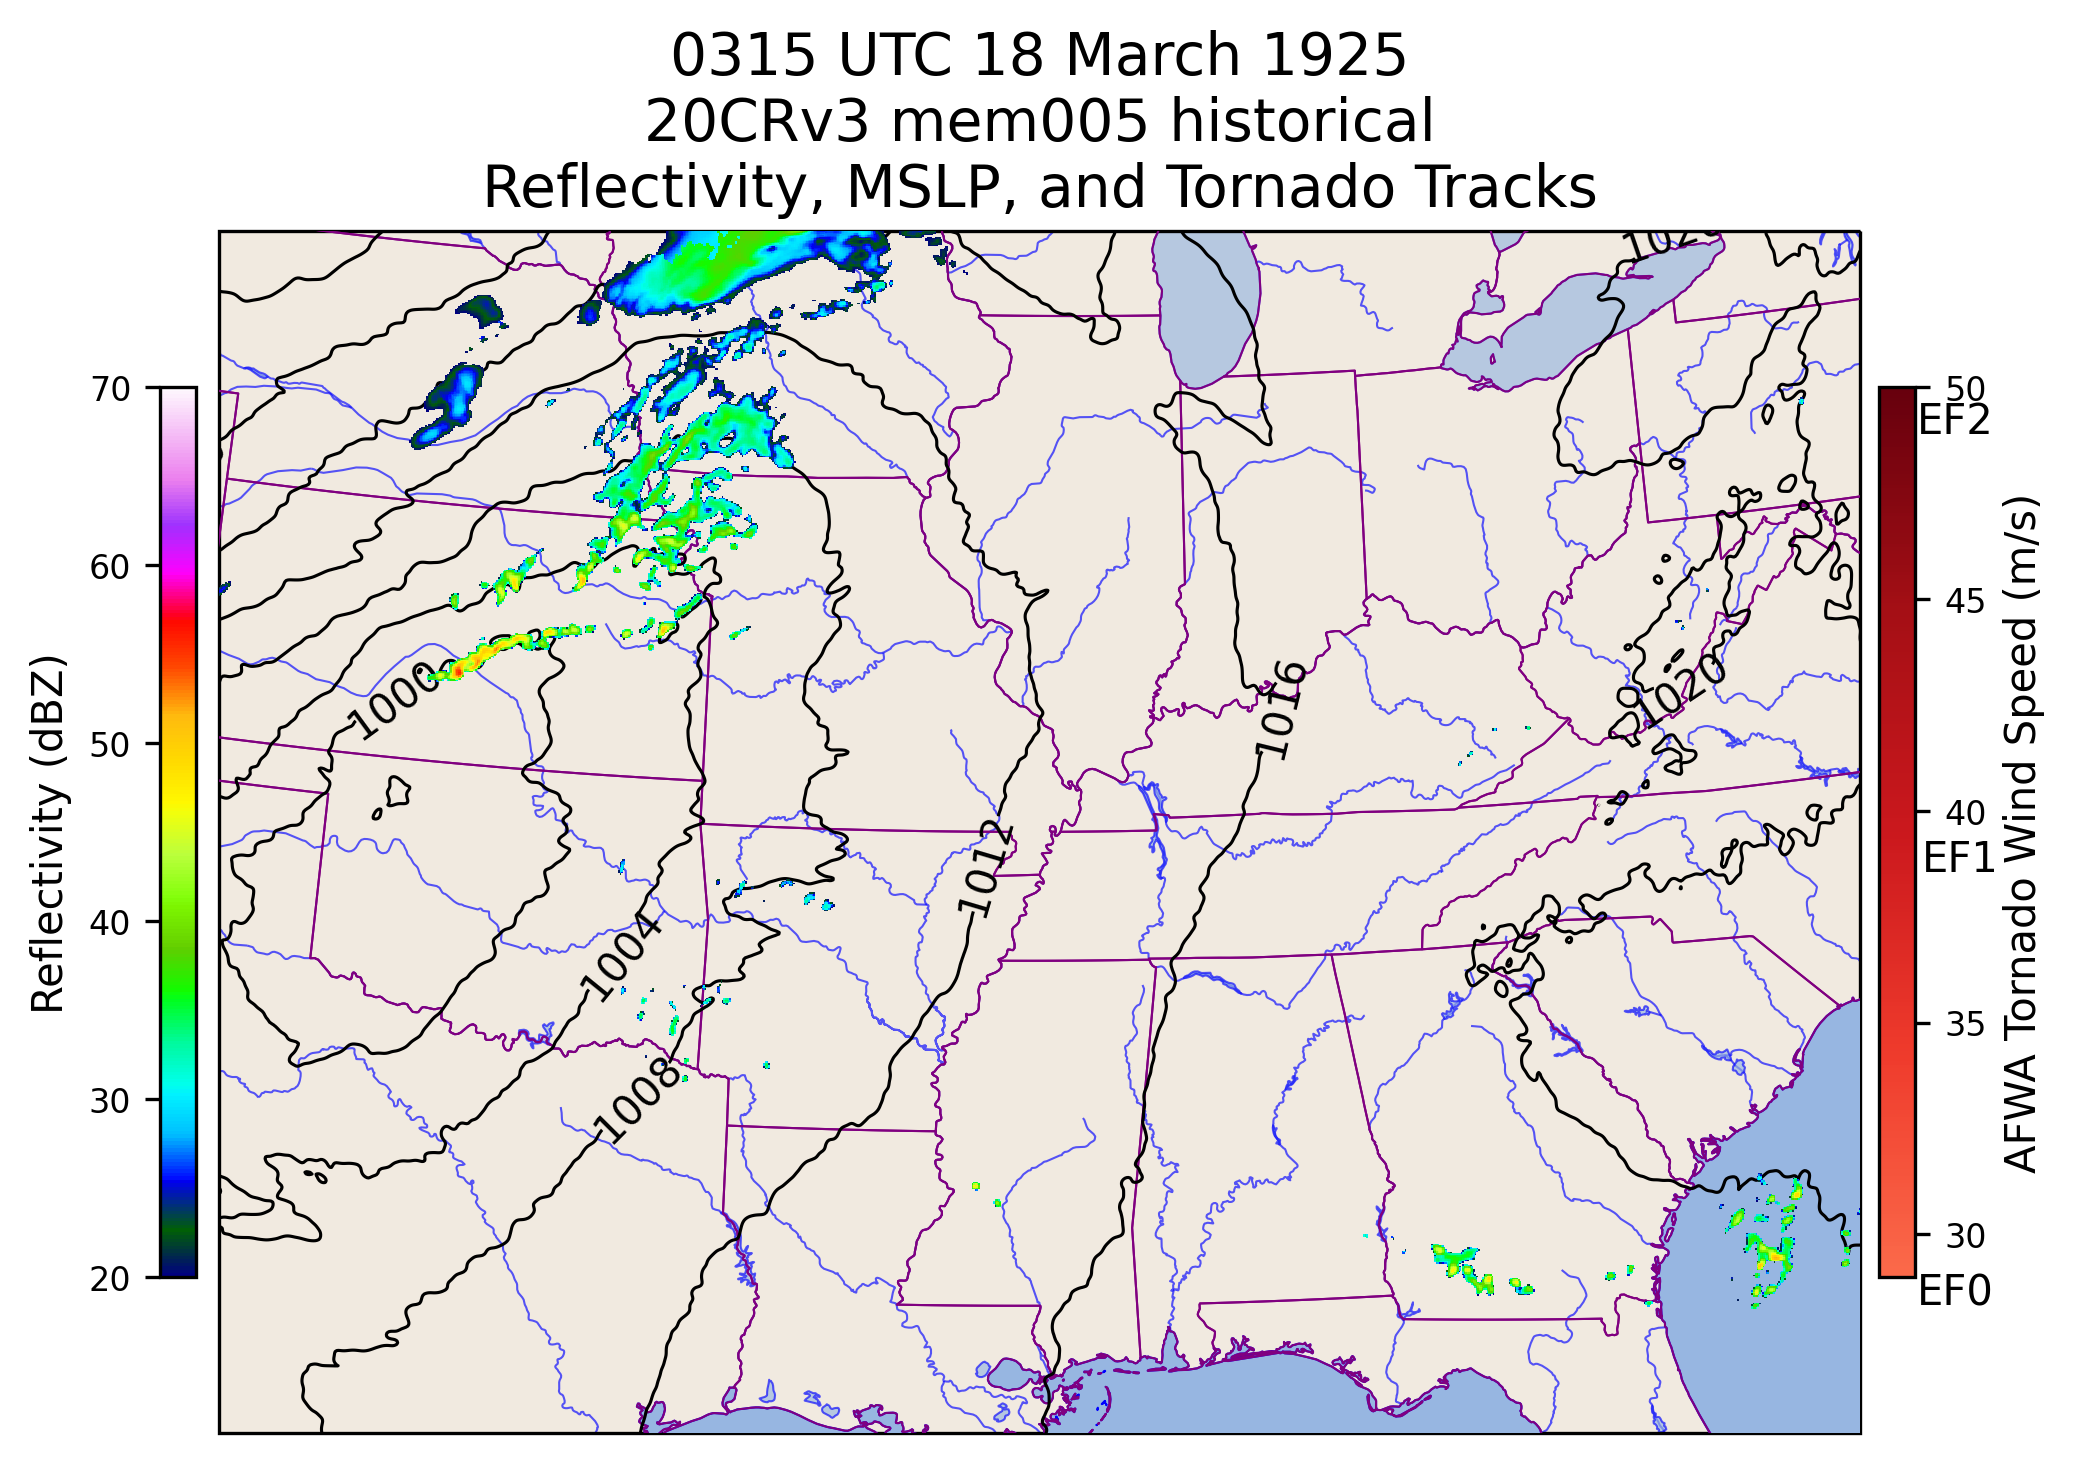 0315 UTC 18 March 1925
20CRv3 mem005 historical
Reflectivity, MSLP, and Tornado Tracks
Reflectivity (dBZ)
70
60
50
40
30
20
1000
1004
1008
1012
1016
1020
50
EF2
45
40
EF1
35
30
EF0
AFWA Tornado Wind Speed (m/s)